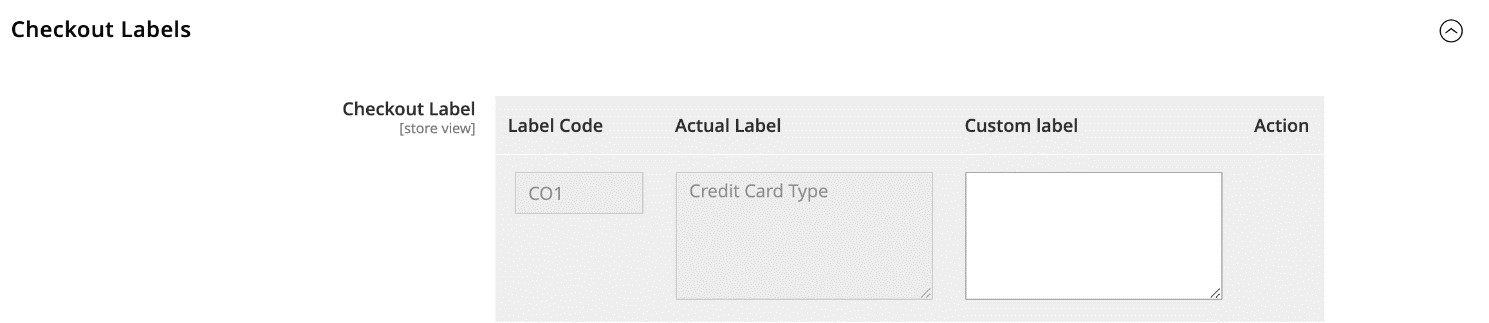 Checkout Labels
Checkout Label
[store view]
Label Code Actual Label Custom label Action
CO1 Credit Card Type